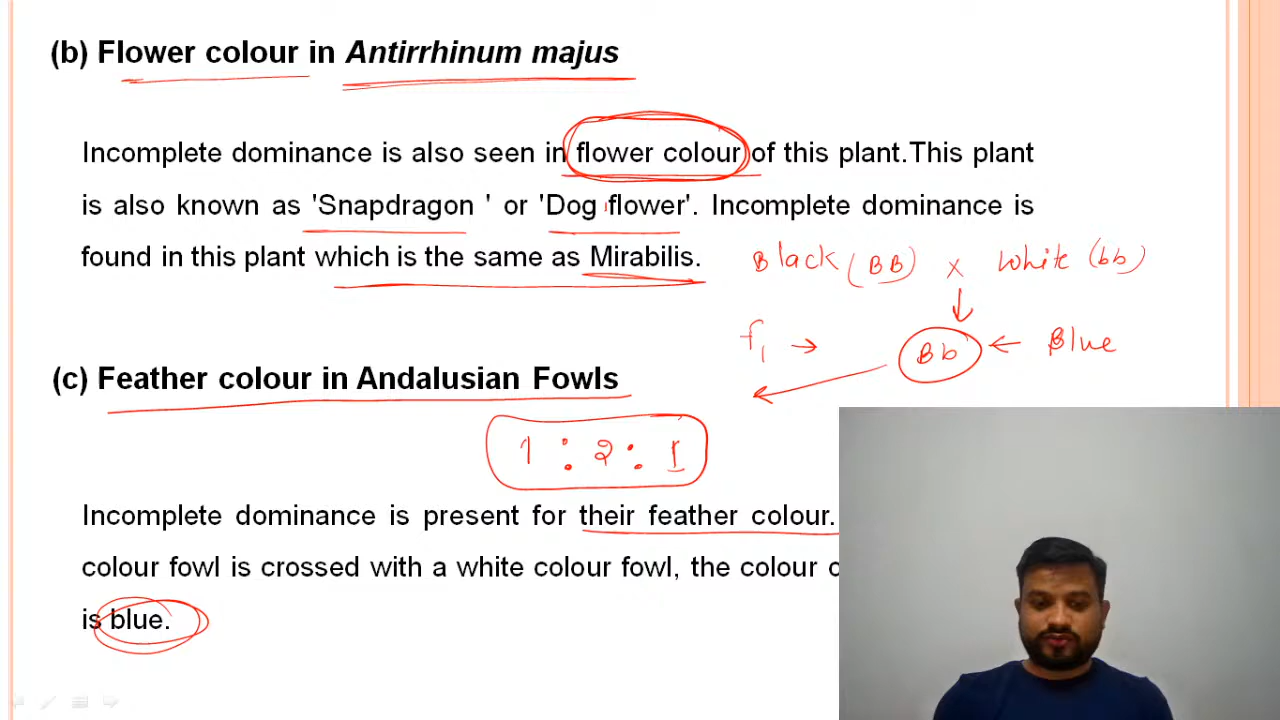 (b) Flower colour in Antirrhinum majus
Incomplete dominance is also seen in flower colour of this plant.This plant
is also known as 'Snapdragon ' or 'Dog flower'. Incomplete dominance is
found in this plant which is the same as Mirabilis.
Black (BB) x White (bb)
F1 → Bb ← Blue
(c) Feather colour in Andalusian Fowls
1 : 2 : 1
Incomplete dominance is present for their feather colour.
colour fowl is crossed with a white colour fowl, the colour
is blue.